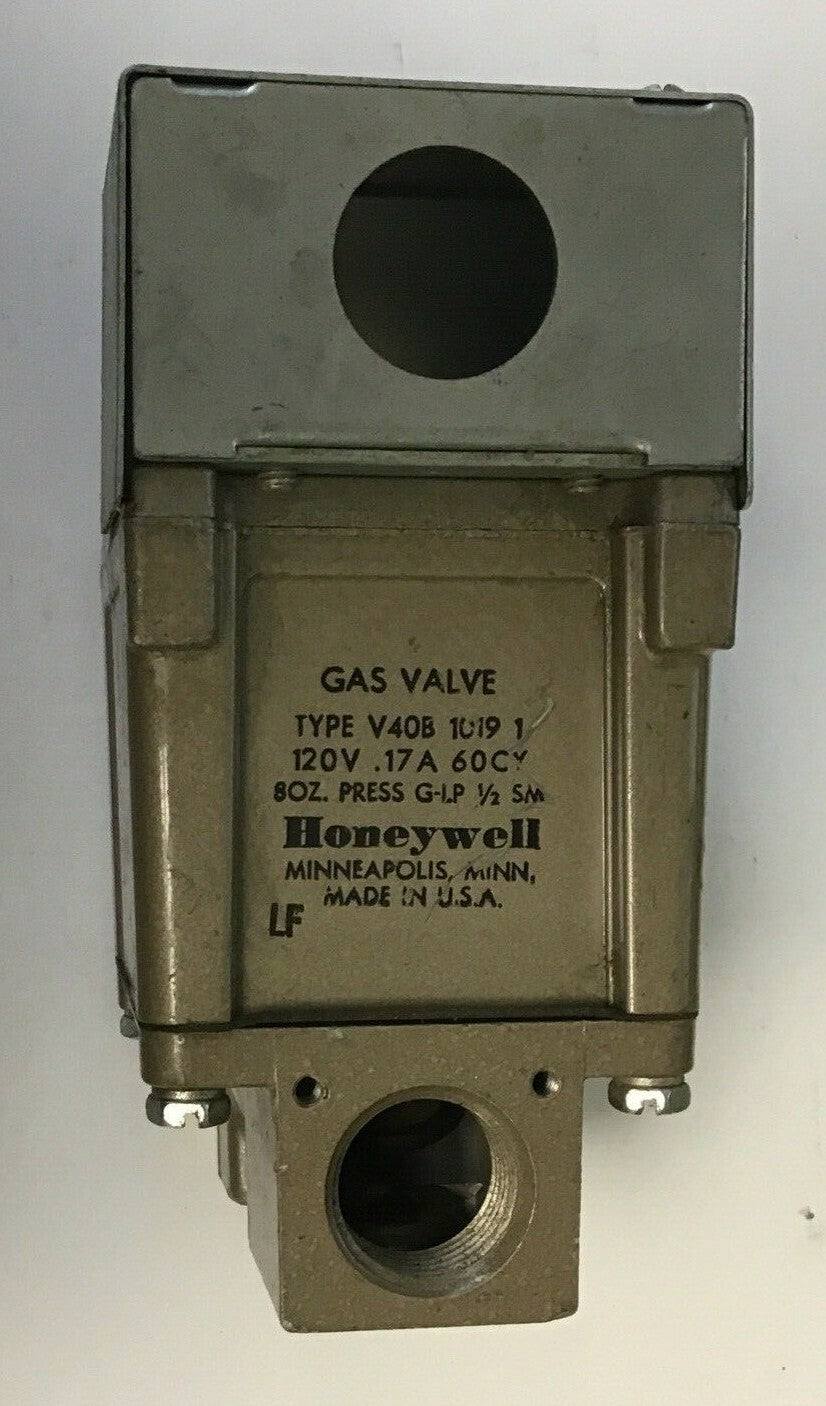 GAS VALVE
TYPE V40B 1019 1
120V .17A 60CY
8OZ. PRESS G-LP ½ SM
Honeywell
MINNEAPOLIS, MINN,
MADE IN U.S.A.
LF